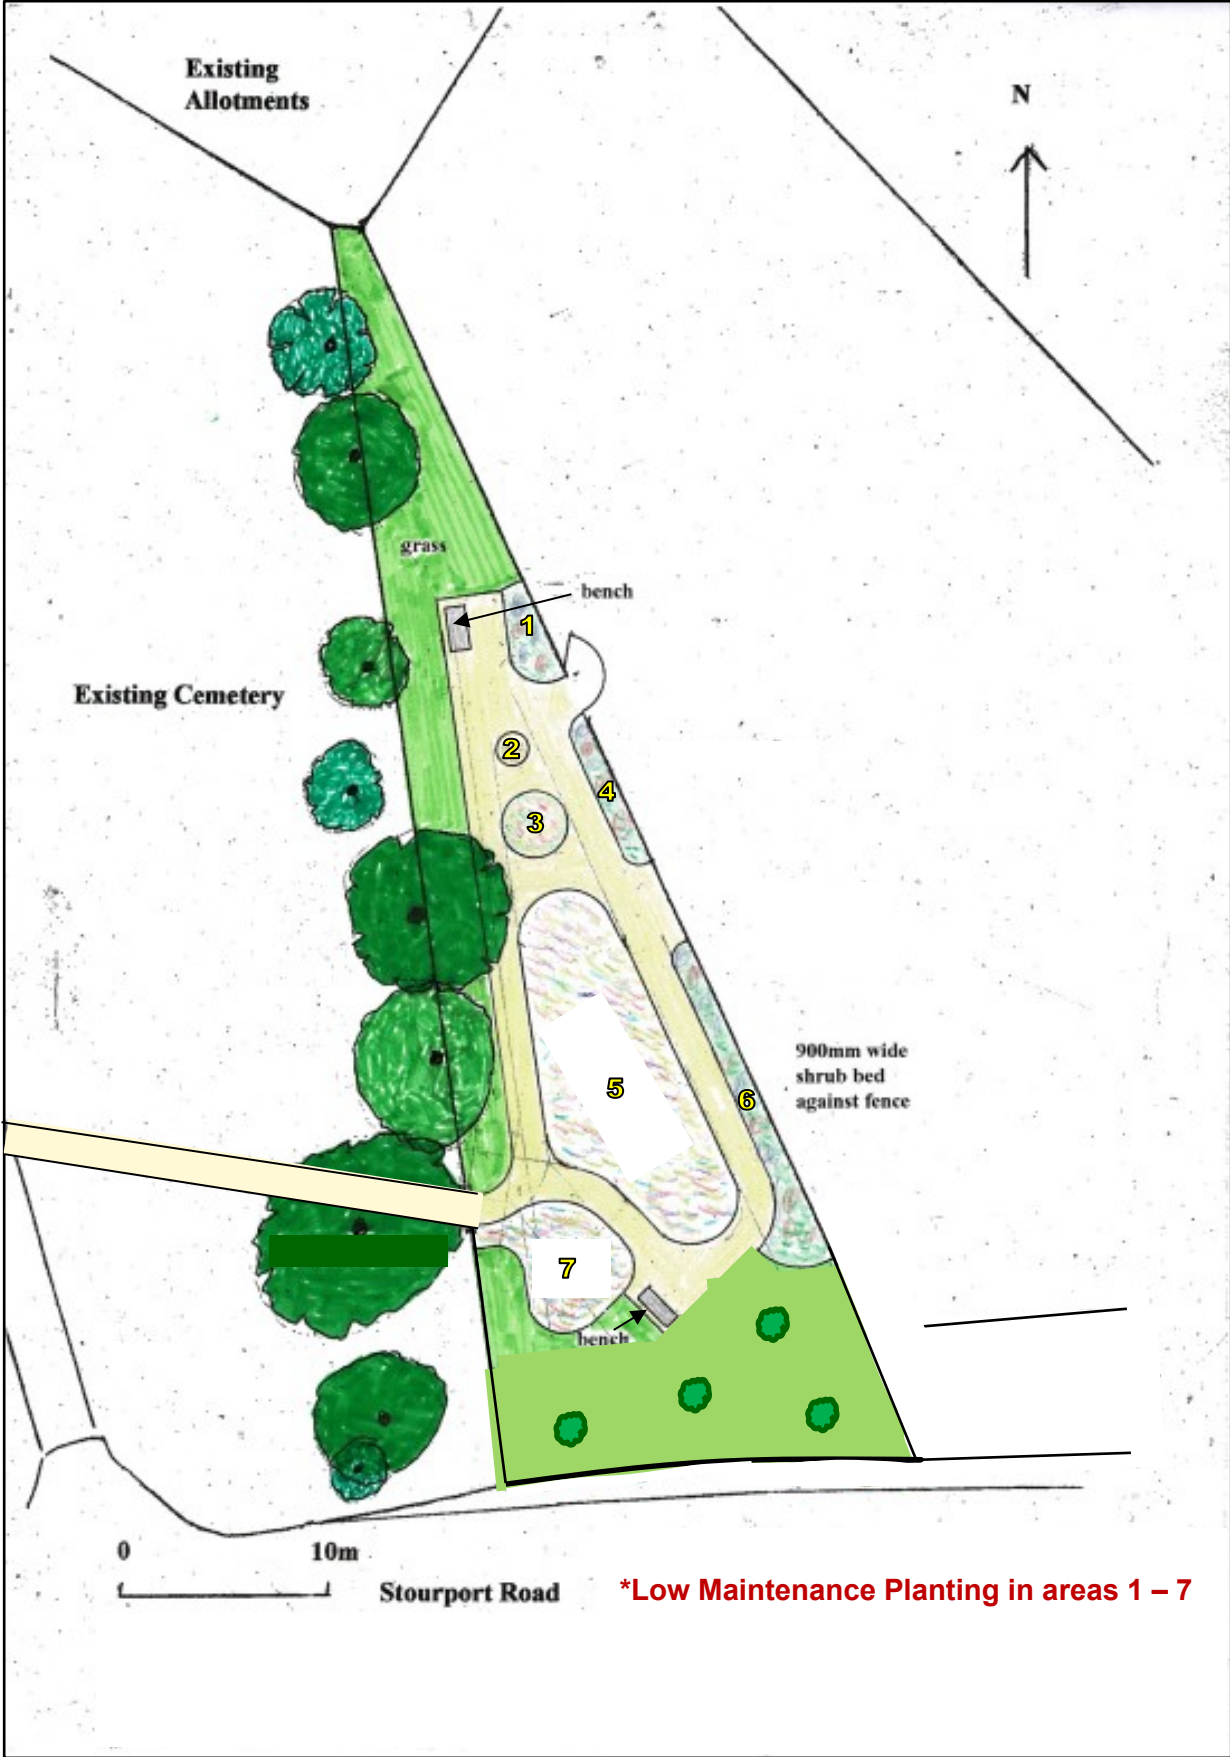 Existing
Allotments
N
grass
bench
1
Existing Cemetery
2
4
3
900mm wide
shrub bed
against fence
5
6
7
bench
0
10m
Stourport Road
*Low Maintenance Planting in areas 1 – 7